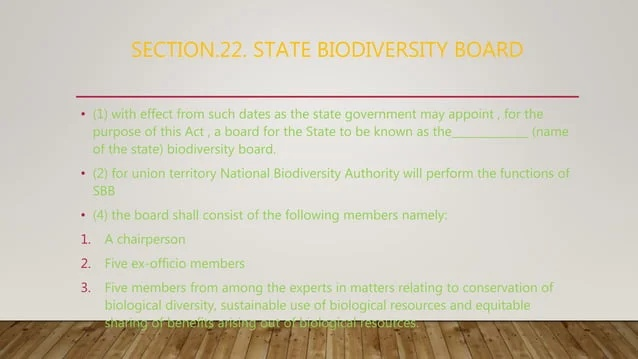 SECTION.22. STATE BIODIVERSITY BOARD
• (1) with effect from such dates as the state government may appoint , for the
purpose of this Act , a board for the State to be known as the____________ (name
of the state) biodiversity board.
• (2) for union territory National Biodiversity Authority will perform the functions of
SBB
• (4) the board shall consist of the following members namely:
1. A chairperson
2. Five ex-officio members
3. Five members from among the experts in matters relating to conservation of
biological diversity, sustainable use of biological resources and equitable
sharing of benefits arising out of biological resources.